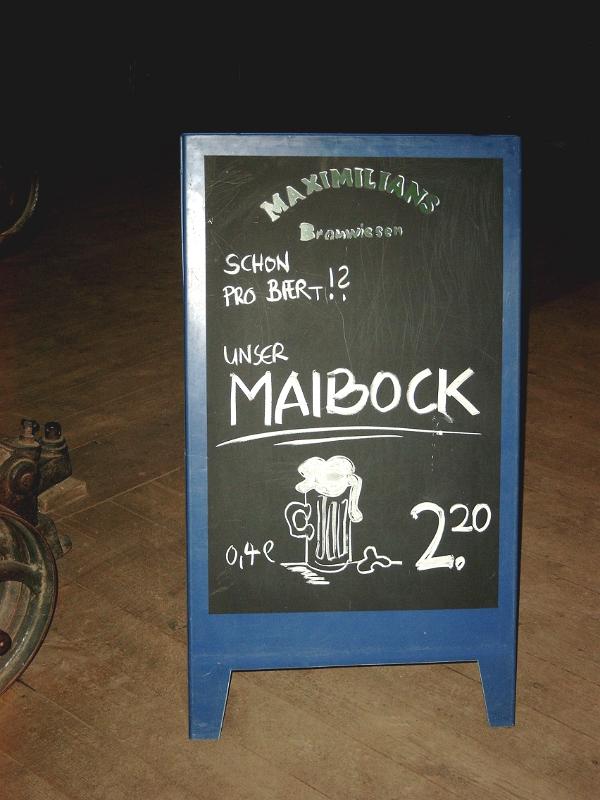 MAXIMILIANS
Brauwiesen
SCHON
PRO BIERT!?
UNSER
MAIBOCK
0,4l
2.20